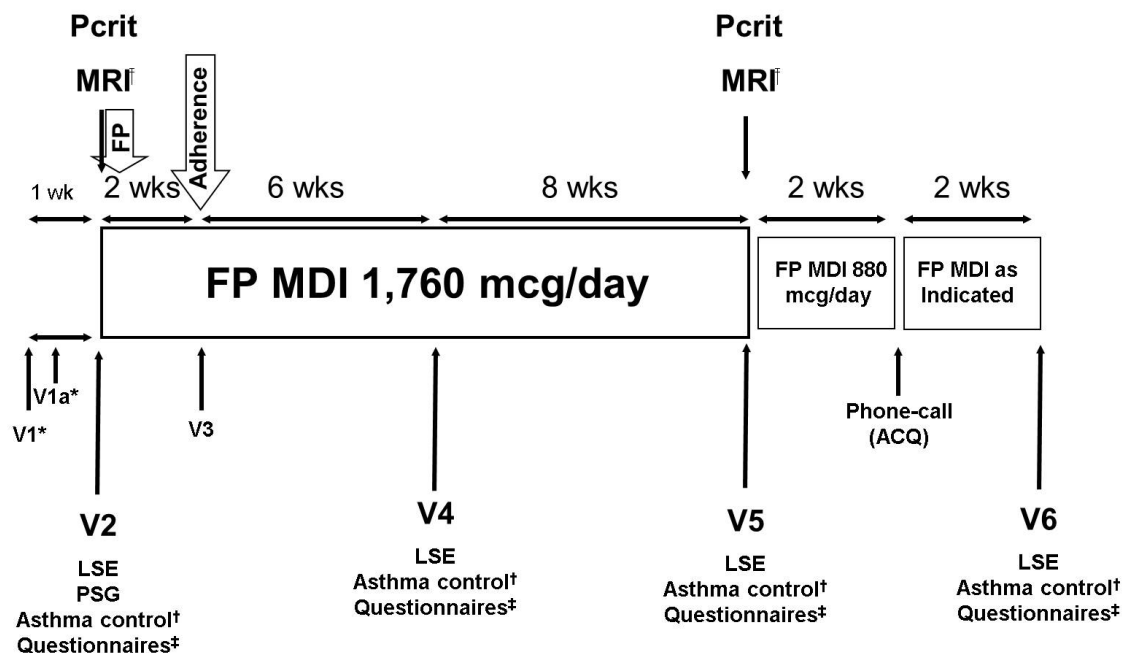 Pcrit
MRI†
Pcrit
MRI†
FP
Adherence
1 wk
2 wks
6 wks
8 wks
2 wks
2 wks
FP MDI 1,760 mcg/day
FP MDI 880
mcg/day
FP MDI as
Indicated
V1a*
V1*
V3
Phone-call
(ACQ)
V2
LSE
PSG
Asthma control†
Questionnaires‡
V4
LSE
Asthma control†
Questionnaires‡
V5
LSE
Asthma control†
Questionnaires‡
V6
LSE
Asthma control†
Questionnaires‡